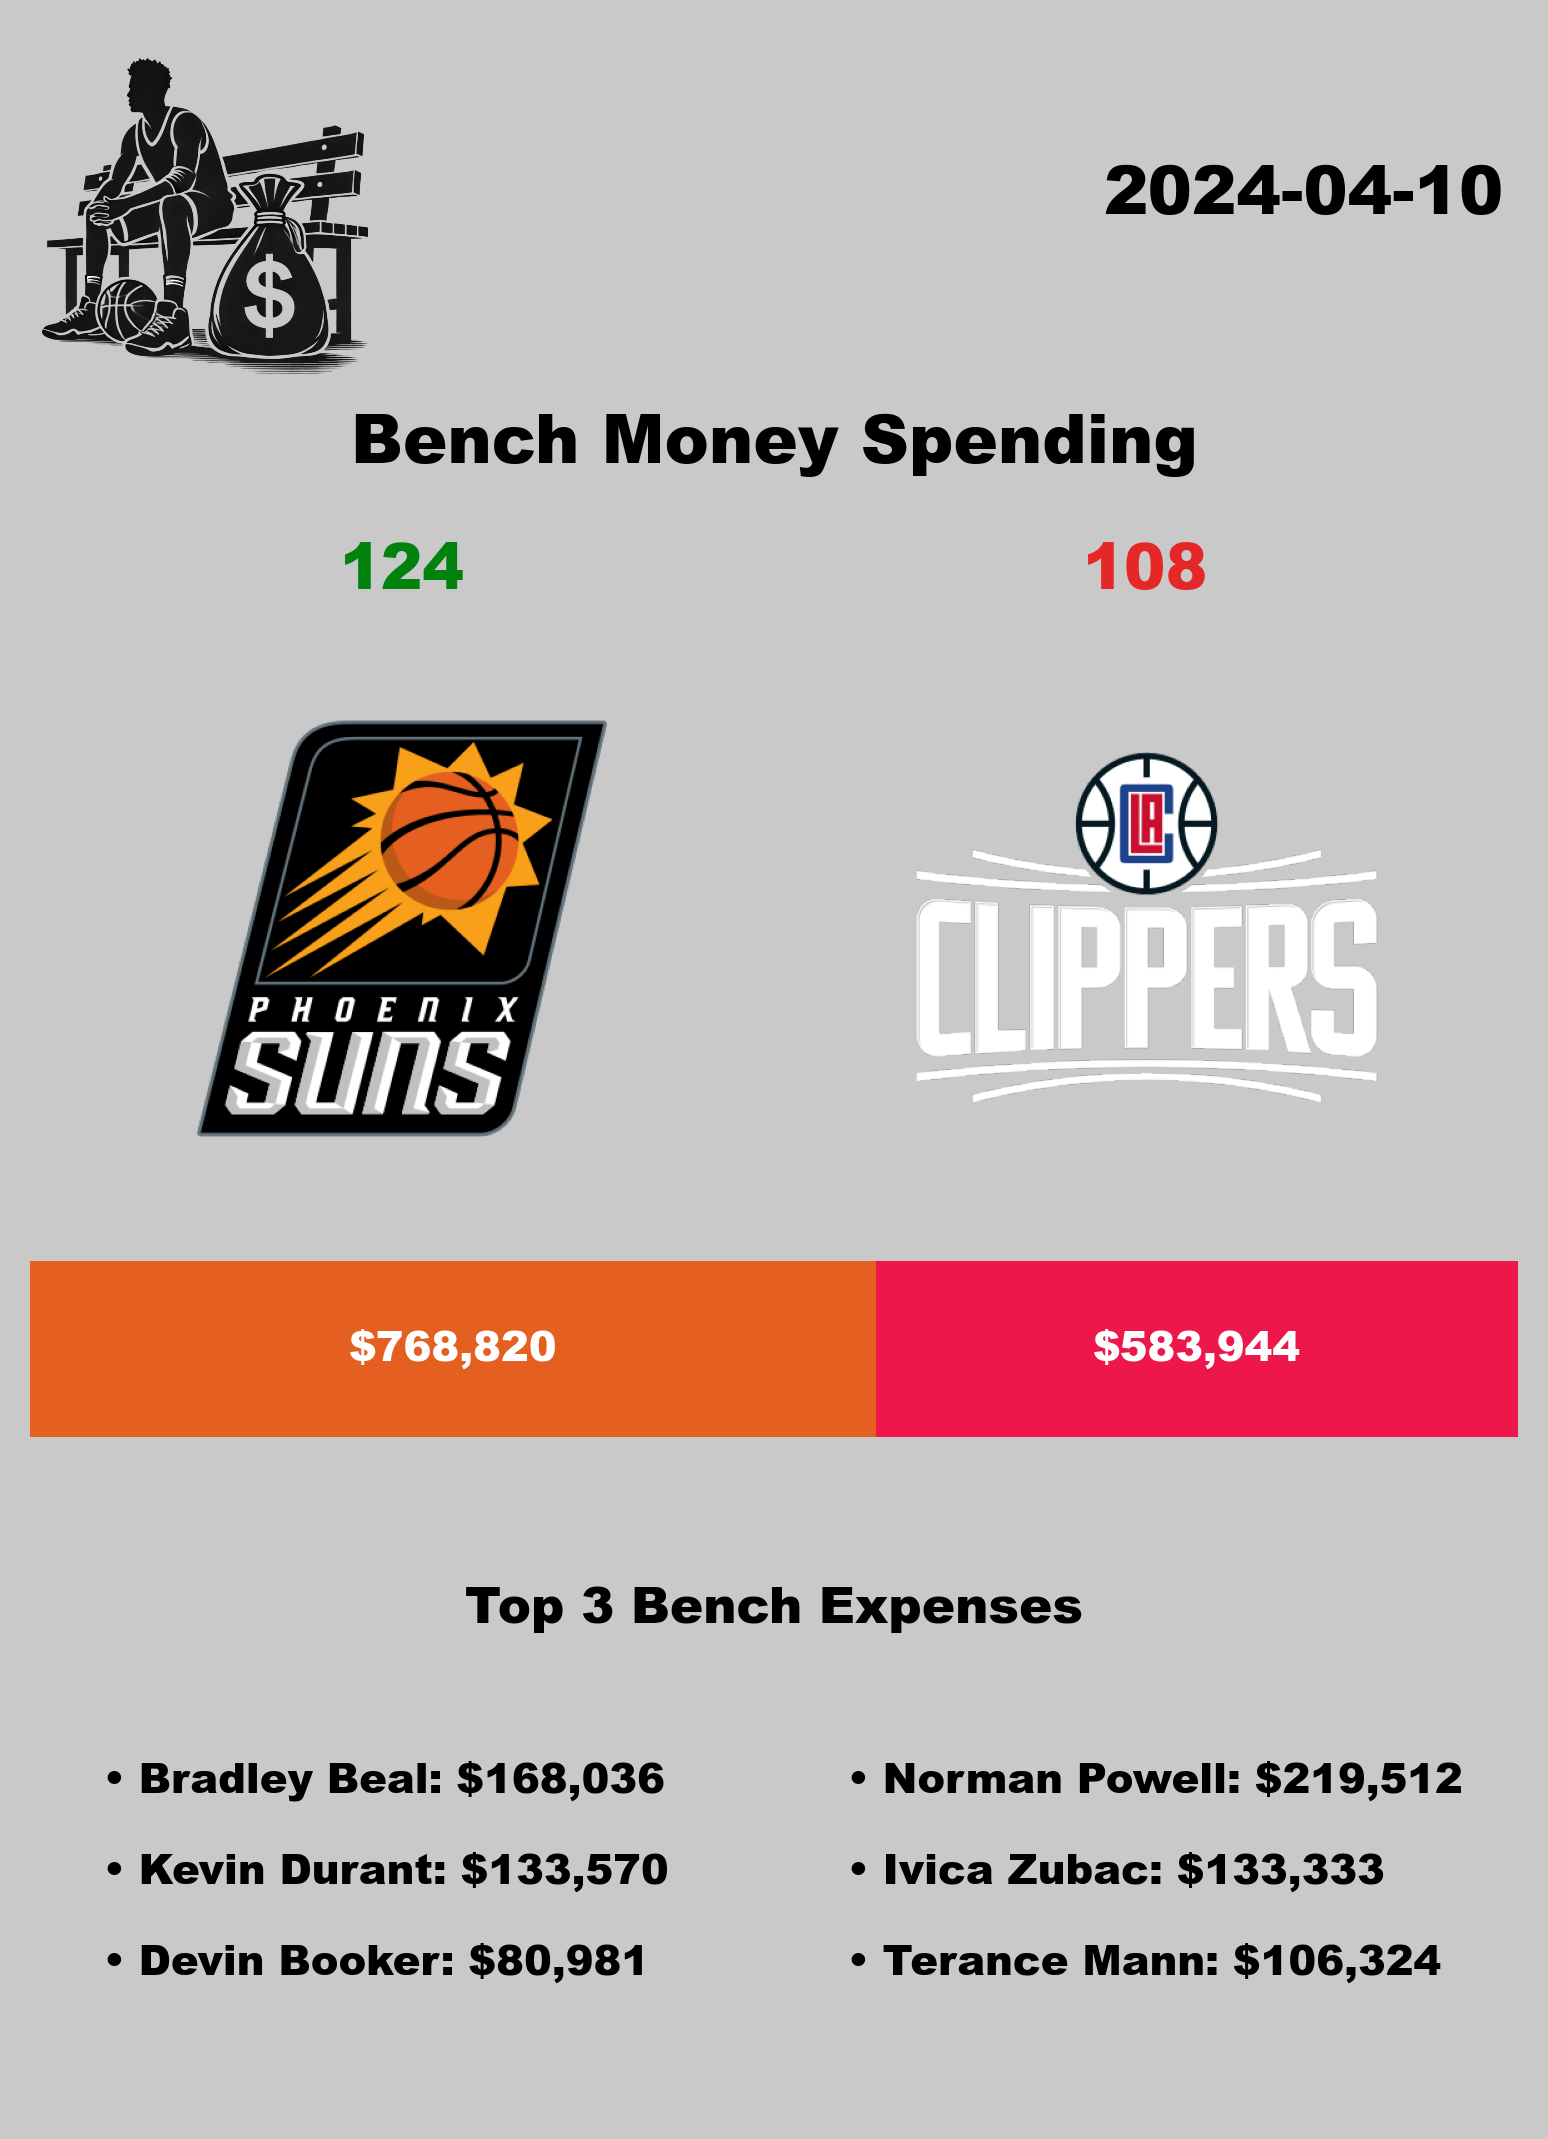 2024-04-10
$
Bench Money Spending
124 108
LAC
PHOENIX
SUNS
CLIPPERS
$768,820 $583,944
Top 3 Bench Expenses
• Bradley Beal: $168,036
• Kevin Durant: $133,570
• Devin Booker: $80,981
• Norman Powell: $219,512
• Ivica Zubac: $133,333
• Terance Mann: $106,324